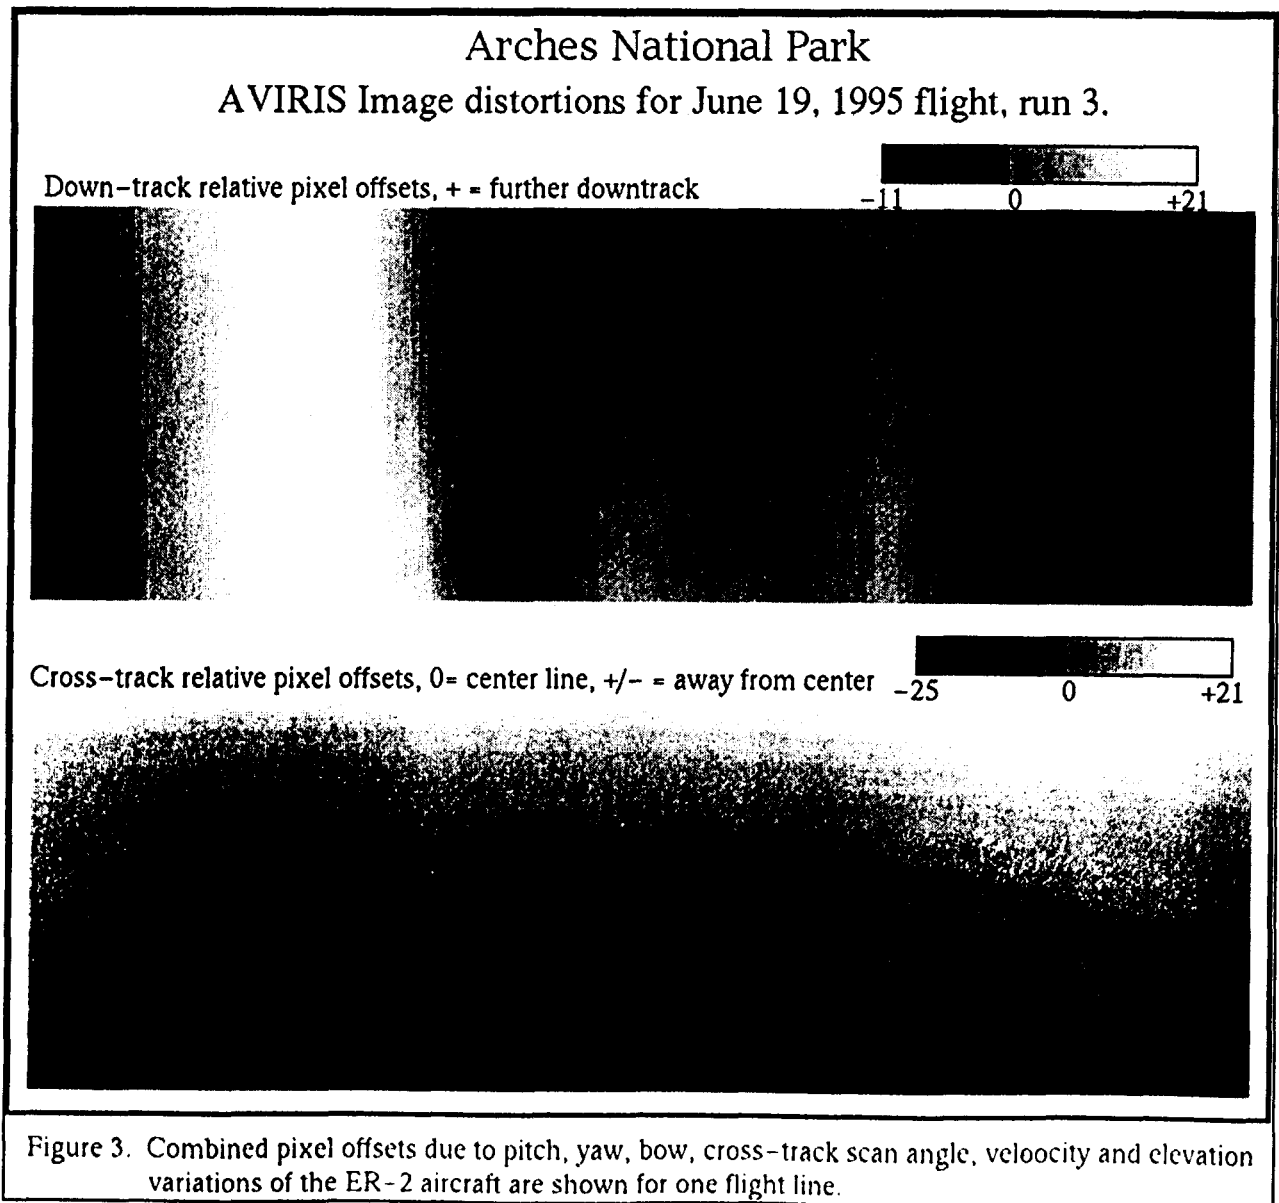 Arches National Park
AVIRIS Image distortions for June 19, 1995 flight, run 3.
Down-track relative pixel offsets, + = further downtrack
-11 0 +21
Cross-track relative pixel offsets, 0= center line, +/- = away from center
-25 0 +21
Figure 3. Combined pixel offsets due to pitch, yaw, bow, cross-track scan angle, veloocity and elevation
variations of the ER-2 aircraft are shown for one flight line.